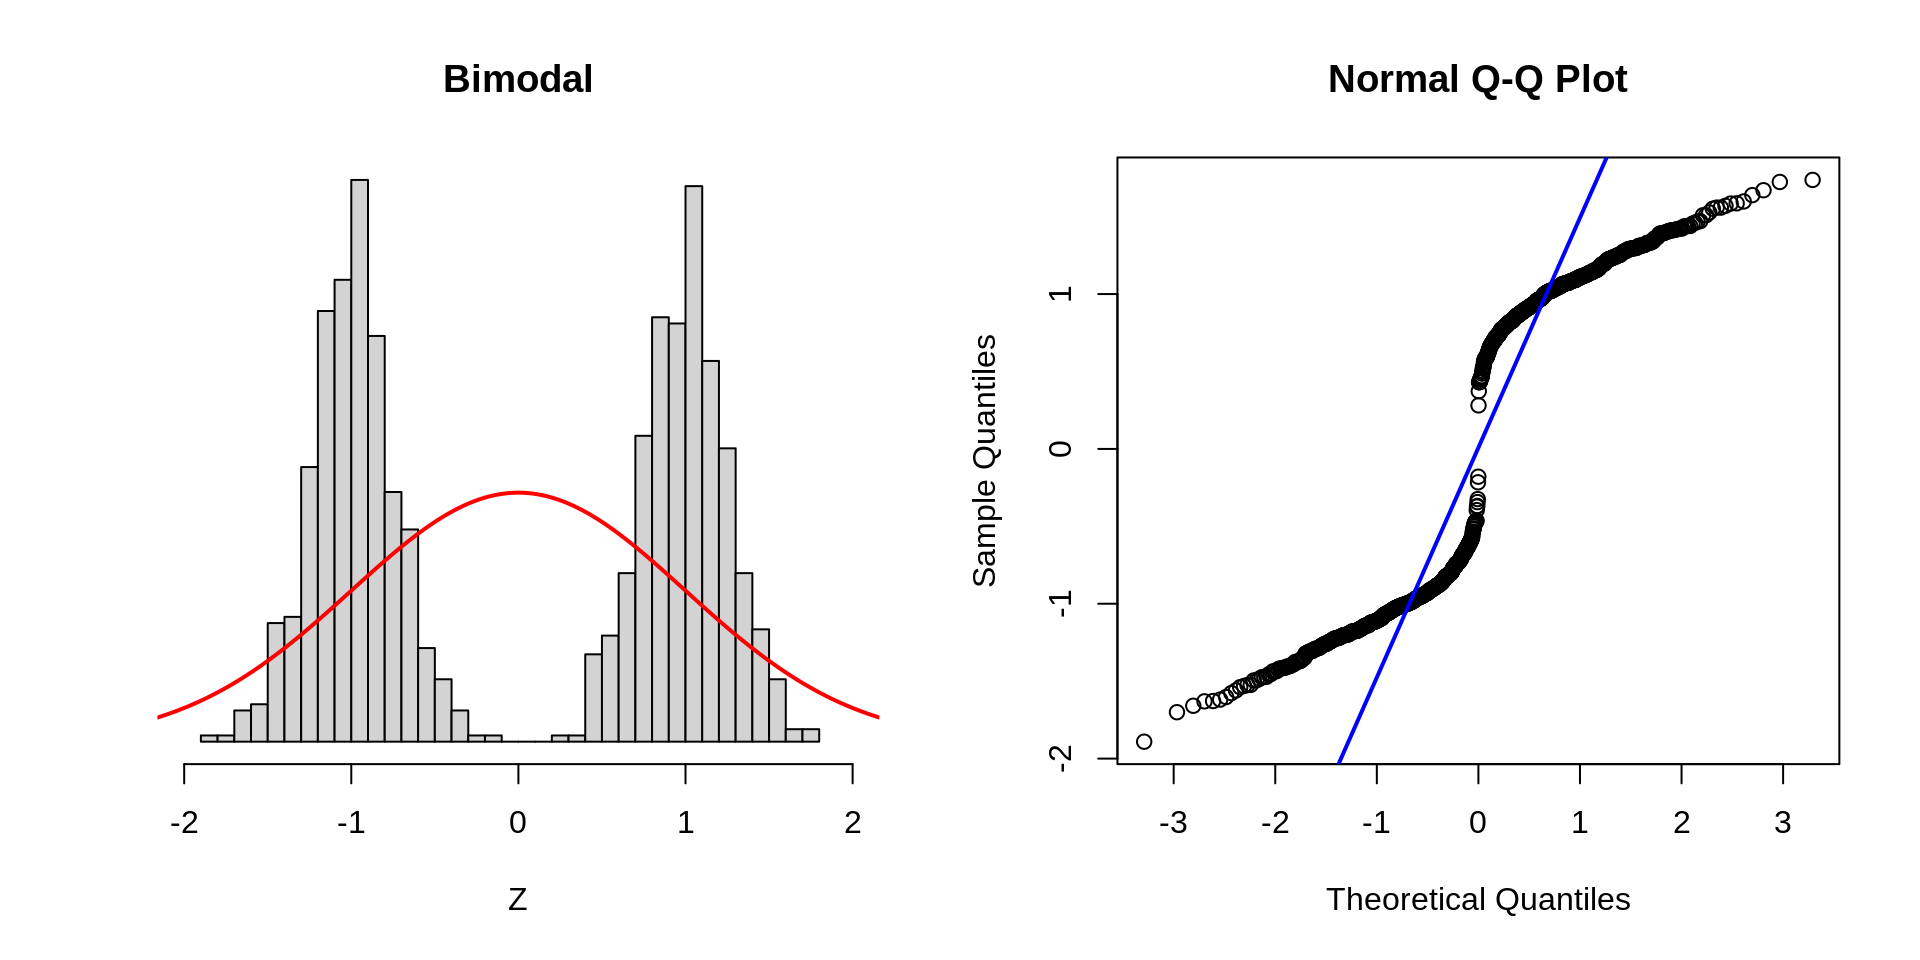 Bimodal
-2 -1 0 1 2
Z
Normal Q-Q Plot
Sample Quantiles
1
0
-1
-2
-3 -2 -1 0 1 2 3
Theoretical Quantiles